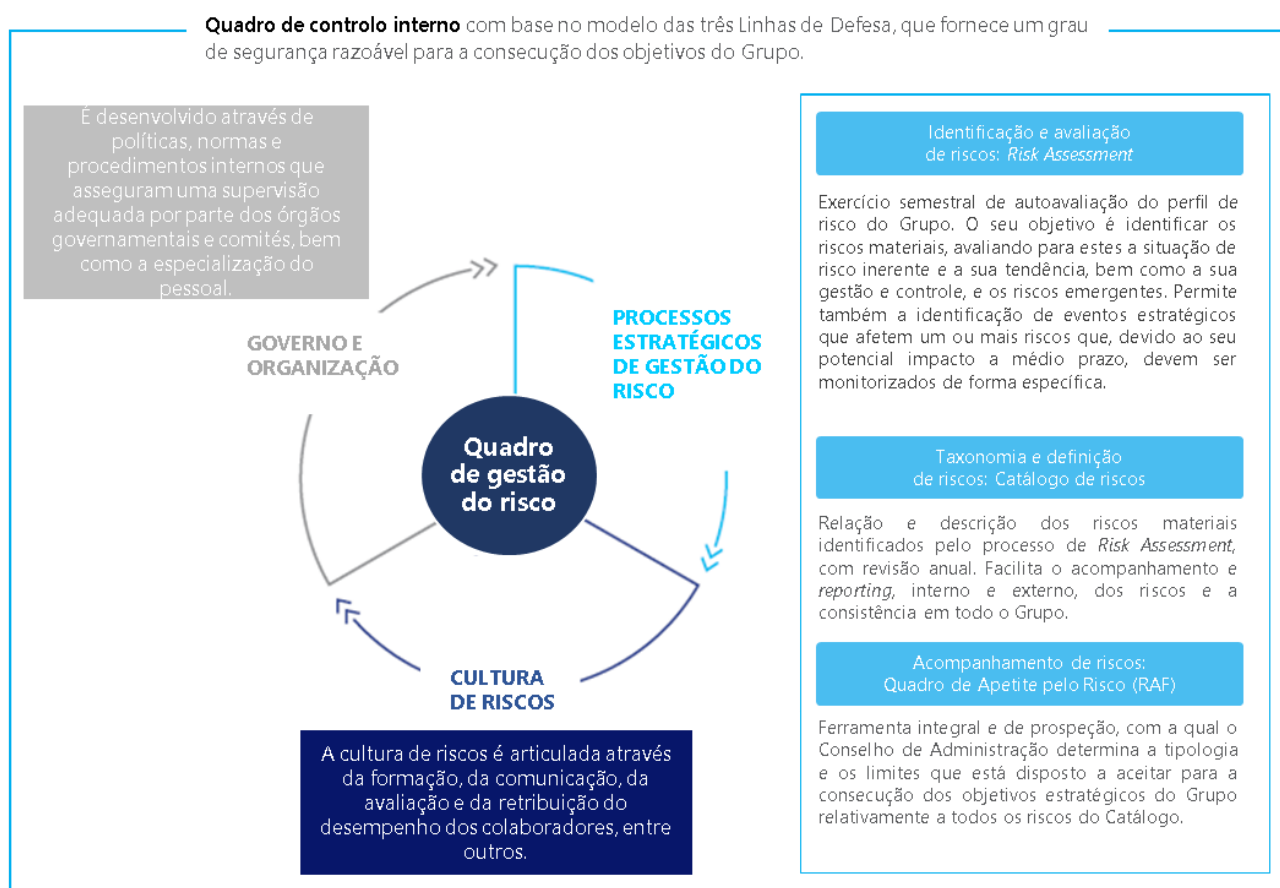 Quadro de controlo interno com base no modelo das três Linhas de Defesa, que fornece um grau
de segurança razoável para a consecução dos objetivos do Grupo.
É desenvolvido através de
políticas, normas e
procedimentos internos que
asseguram uma supervisão
adequada por parte dos órgãos
governamentais e comités, bem
como a especialização do
pessoal.
GOVERNO E
ORGANIZAÇÃO
PROCESSOS
ESTRATÉGICOS
DE GESTÃO DO
RISCO
Quadro
de gestão
do risco
CULTURA
DE RISCOS
A cultura de riscos é articulada através
da formação, da comunicação, da
avaliação e da retribuição do
desempenho dos colaboradores, entre
outros.
Identificação e avaliação
de riscos: Risk Assessment
Exercício semestral de autoavaliação do perfil de
risco do Grupo. O seu objetivo é identificar os
riscos materiais, avaliando para estes a situação de
risco inerente e a sua tendência, bem como a sua
gestão e controle, e os riscos emergentes. Permite
também a identificação de eventos estratégicos
que afetem um ou mais riscos que, devido ao seu
potencial impacto a médio prazo, devem ser
monitorizados de forma específica.
Taxonomia e definição
de riscos: Catálogo de riscos
Relação e descrição dos riscos materiais
identificados pelo processo de Risk Assessment,
com revisão anual. Facilita o acompanhamento e
reporting, interno e externo, dos riscos e a
consistência em todo o Grupo.
Acompanhamento de riscos:
Quadro de Apetite pelo Risco (RAF)
Ferramenta integral e de prospeção, com a qual o
Conselho de Administração determina a tipologia
e os limites que está disposto a aceitar para a
consecução dos objetivos estratégicos do Grupo
relativamente a todos os riscos do Catálogo.